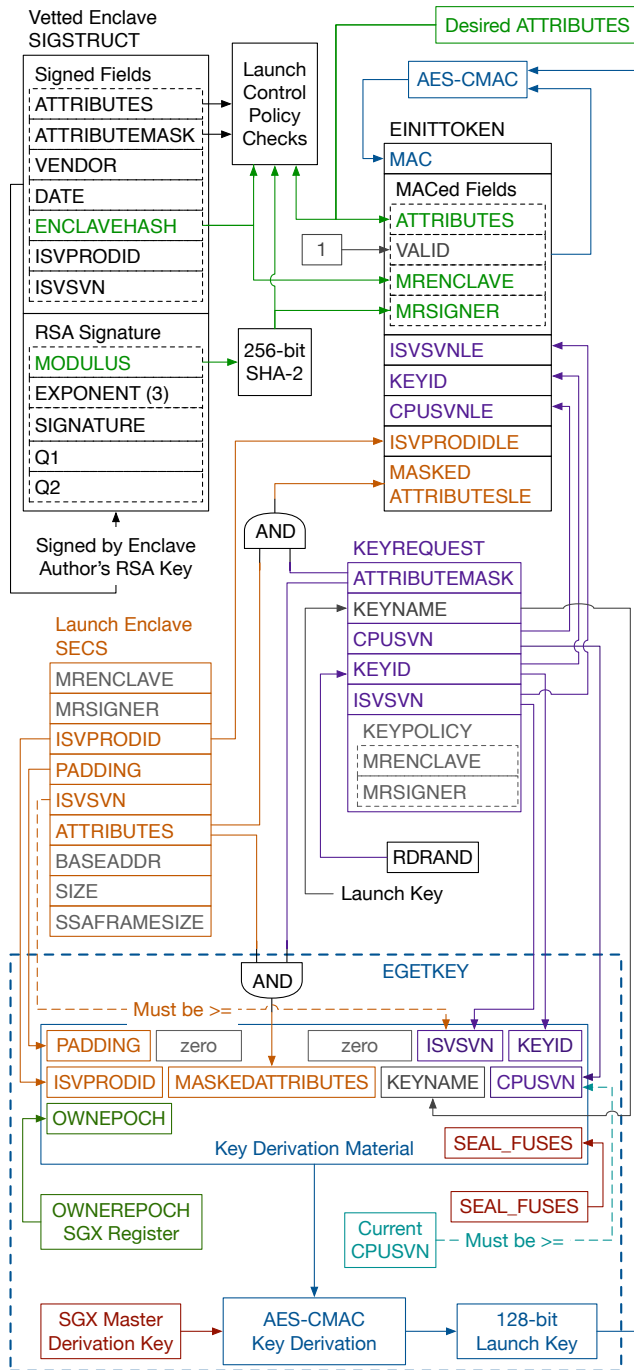 Vetted Enclave
SIGSTRUCT
Signed Fields
ATTRIBUTES
ATTRIBUTEMASK
VENDOR
DATE
ENCLAVEHASH
ISVPRODID
ISVSVN
RSA Signature
MODULUS
EXPONENT (3)
SIGNATURE
Q1
Q2
Signed by Enclave
Author's RSA Key
Launch
Control
Policy
Checks
256-bit
SHA-2
Desired ATTRIBUTES
AES-CMAC
EINITTOKEN
MAC
MACed Fields
ATTRIBUTES
1
VALID
MRENCLAVE
MRSIGNER
ISVSVNLE
KEYID
CPUSVNLE
ISVPRODIDLE
MASKED
ATTRIBUTESLE
AND
KEYREQUEST
ATTRIBUTEMASK
KEYNAME
CPUSVN
KEYID
ISVSVN
KEYPOLICY
MRENCLAVE
MRSIGNER
RDRAND
Launch Key
Launch Enclave
SECS
MRENCLAVE
MRSIGNER
ISVPRODID
PADDING
ISVSVN
ATTRIBUTES
BASEADDR
SIZE
SSAFRAMESIZE
AND
EGETKEY
Must be >=
PADDING
zero
zero
ISVSVN
KEYID
ISVPRODID
MASKEDATTRIBUTES
KEYNAME
CPUSVN
OWNEPOCH
Key Derivation Material
SEAL_FUSES
OWNEREPOCH
SGX Register
SEAL_FUSES
Current
CPUSVN
Must be >=
SGX Master
Derivation Key
AES-CMAC
Key Derivation
128-bit
Launch Key